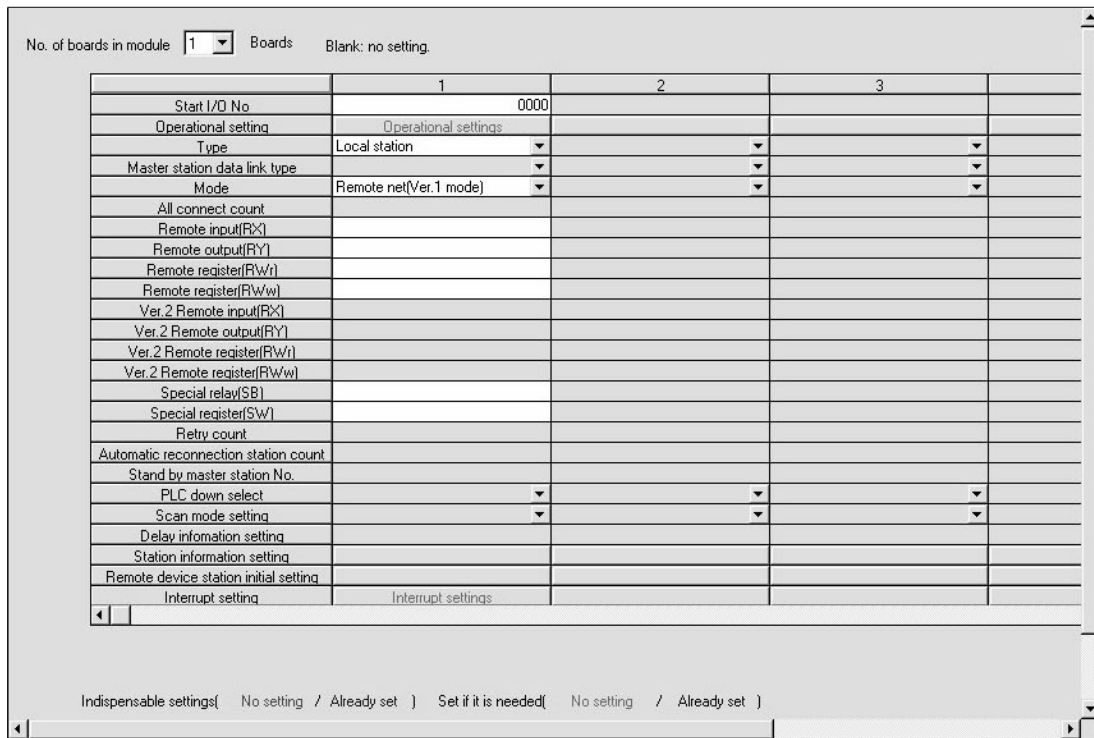 No. of boards in module 1 Boards Blank: no setting.
1 2 3
Start I/O No 0000
Operational setting Operational settings
Type Local station
Master station data link type
Mode Remote net(Ver.1 mode)
All connect count
Remote input(RX)
Remote output(RY)
Remote register(RWr)
Remote register(RWw)
Ver.2 Remote input(RX)
Ver.2 Remote output(RY)
Ver.2 Remote register(RWr)
Ver.2 Remote register(RWw)
Special relay(SB)
Special register(SW)
Retry count
Automatic reconnection station count
Stand by master station No.
PLC down select
Scan mode setting
Delay infomation setting
Station information setting
Remote device station initial setting
Interrupt setting Interrupt settings
Indispensable settings( No setting / Already set ) Set if it is needed( No setting / Already set )